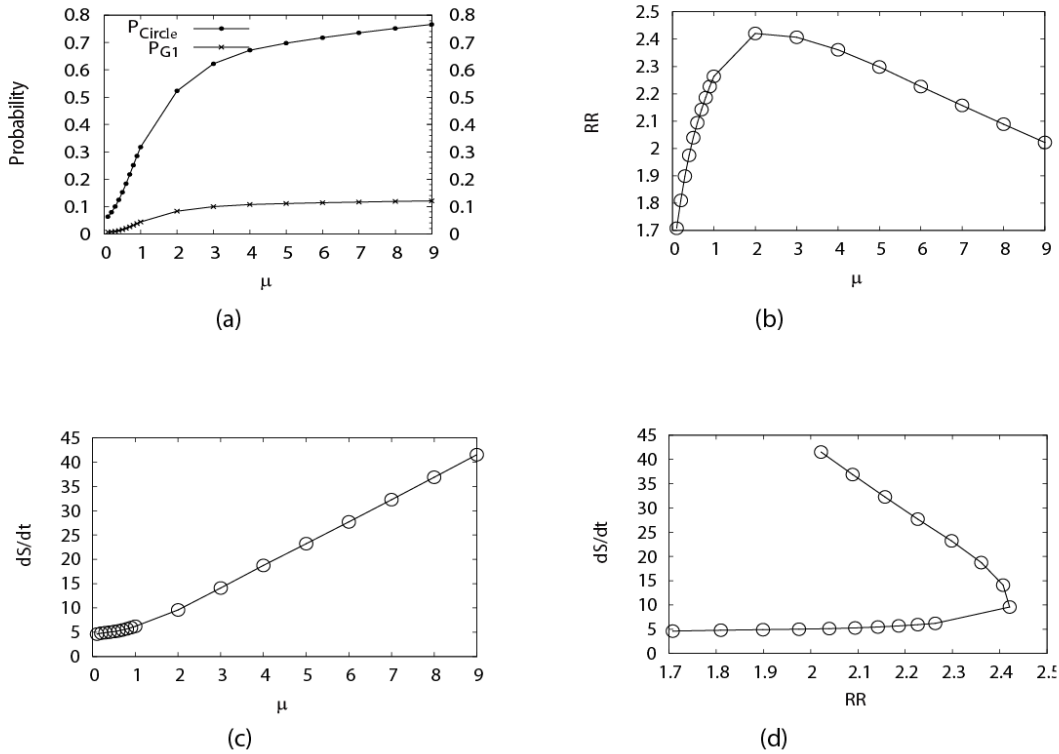 P_Circle
P_G1
0.8 0.7 0.6 0.5 0.4 0.3 0.2 0.1 0
Probability
0.8 0.7 0.6 0.5 0.4 0.3 0.2 0.1 0
0 1 2 3 4 5 6 7 8 9
μ
(a)
2.5 2.4 2.3 2.2 2.1 2 1.9 1.8 1.7
RR
0 1 2 3 4 5 6 7 8 9
μ
(b)
45 40 35 30 25 20 15 10 5 0
dS/dt
0 1 2 3 4 5 6 7 8 9
μ
(c)
45 40 35 30 25 20 15 10 5 0
dS/dt
1.7 1.8 1.9 2 2.1 2.2 2.3 2.4 2.5
RR
(d)